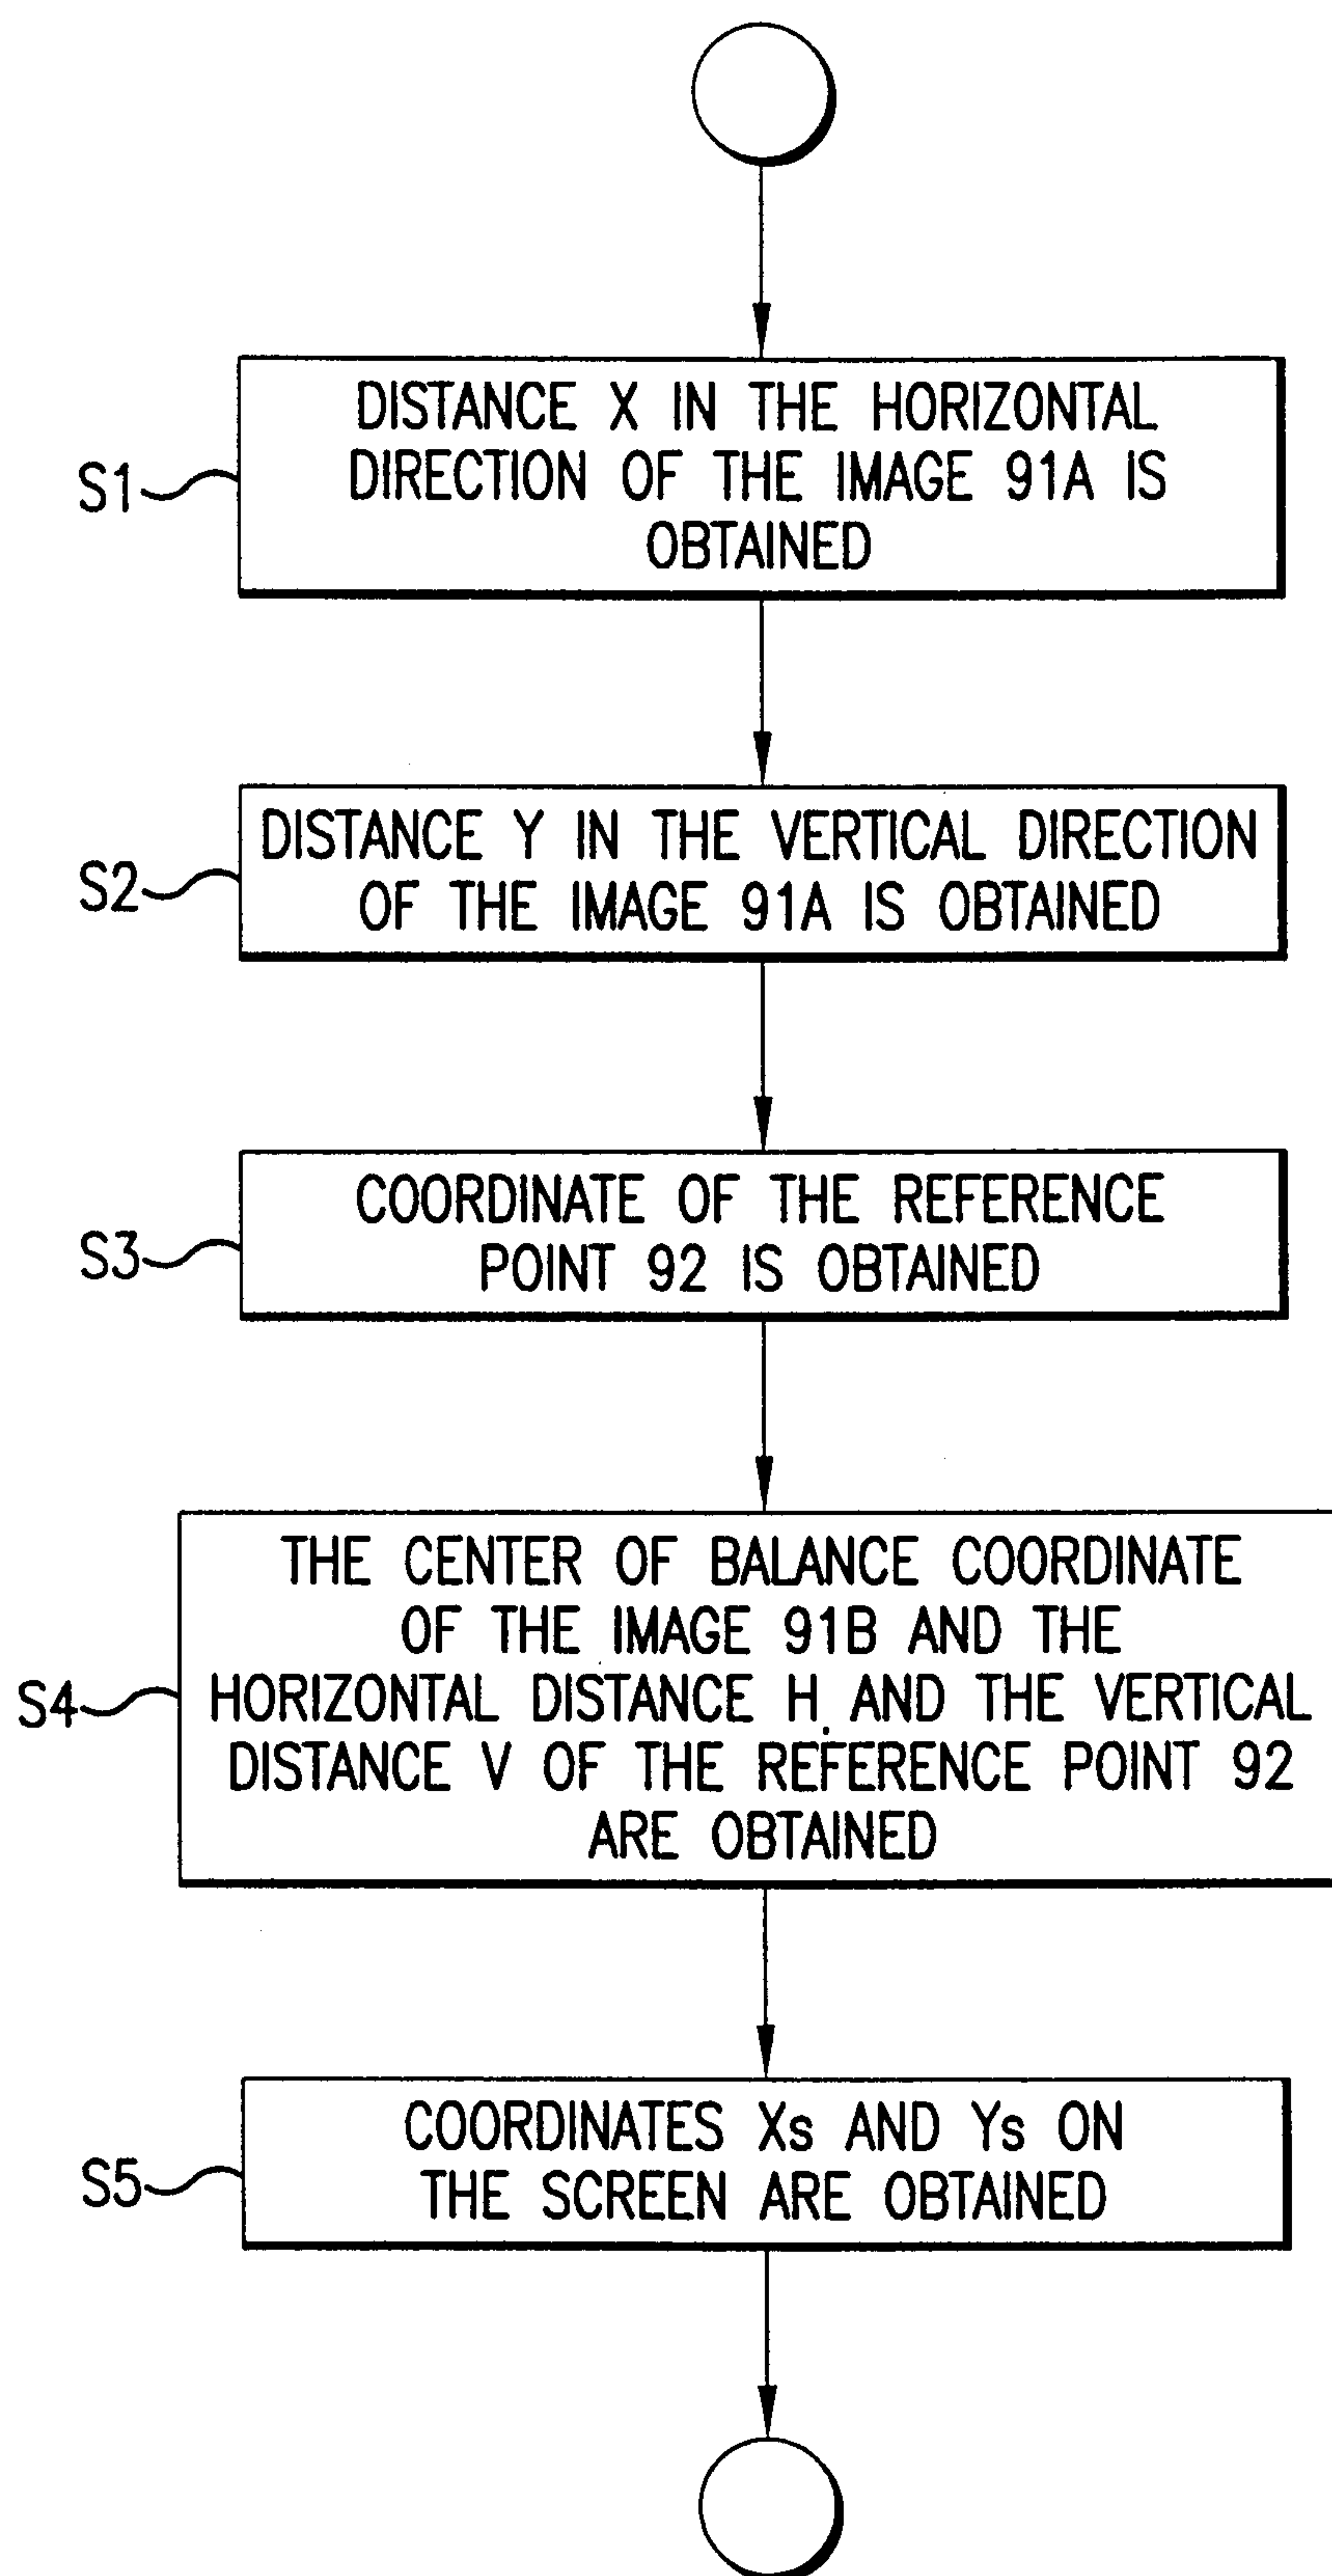 S1
DISTANCE X IN THE HORIZONTAL
DIRECTION OF THE IMAGE 91A IS
OBTAINED
S2
DISTANCE Y IN THE VERTICAL DIRECTION
OF THE IMAGE 91A IS OBTAINED
S3
COORDINATE OF THE REFERENCE
POINT 92 IS OBTAINED
S4
THE CENTER OF BALANCE COORDINATE
OF THE IMAGE 91B AND THE
HORIZONTAL DISTANCE H AND THE VERTICAL
DISTANCE V OF THE REFERENCE POINT 92
ARE OBTAINED
S5
COORDINATES Xs AND Ys ON
THE SCREEN ARE OBTAINED